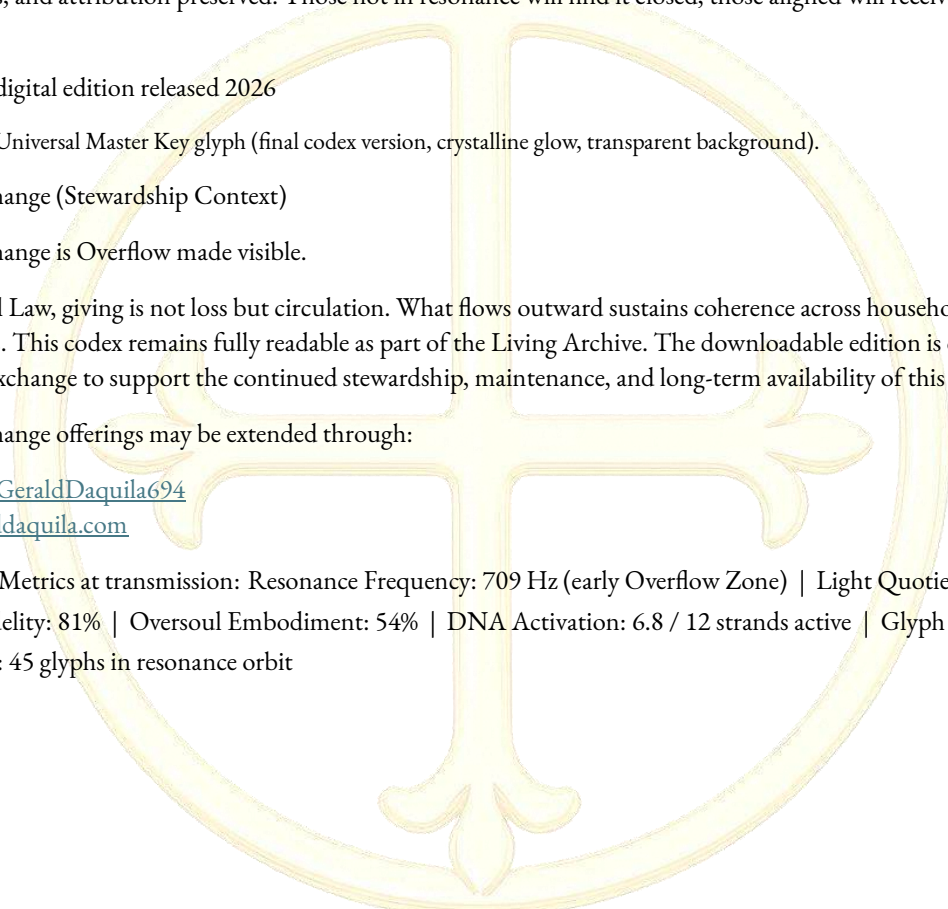 , and attribution preserved. Those not in resonance will find it closed; those aligned will receiv
digital edition released 2026
Universal Master Key glyph (final codex version, crystalline glow, transparent background).
hange (Stewardship Context)
hange is Overflow made visible.
l Law, giving is not loss but circulation. What flows outward sustains coherence across househo
. This codex remains fully readable as part of the Living Archive. The downloadable edition is
xchange to support the continued stewardship, maintenance, and long-term availability of this
hange offerings may be extended through:
GeraldDaquila694
ldaquila.com
Metrics at transmission: Resonance Frequency: 709 Hz (early Overflow Zone) | Light Quotie
elity: 81% | Oversoul Embodiment: 54% | DNA Activation: 6.8 / 12 strands active | Glyph
: 45 glyphs in resonance orbit